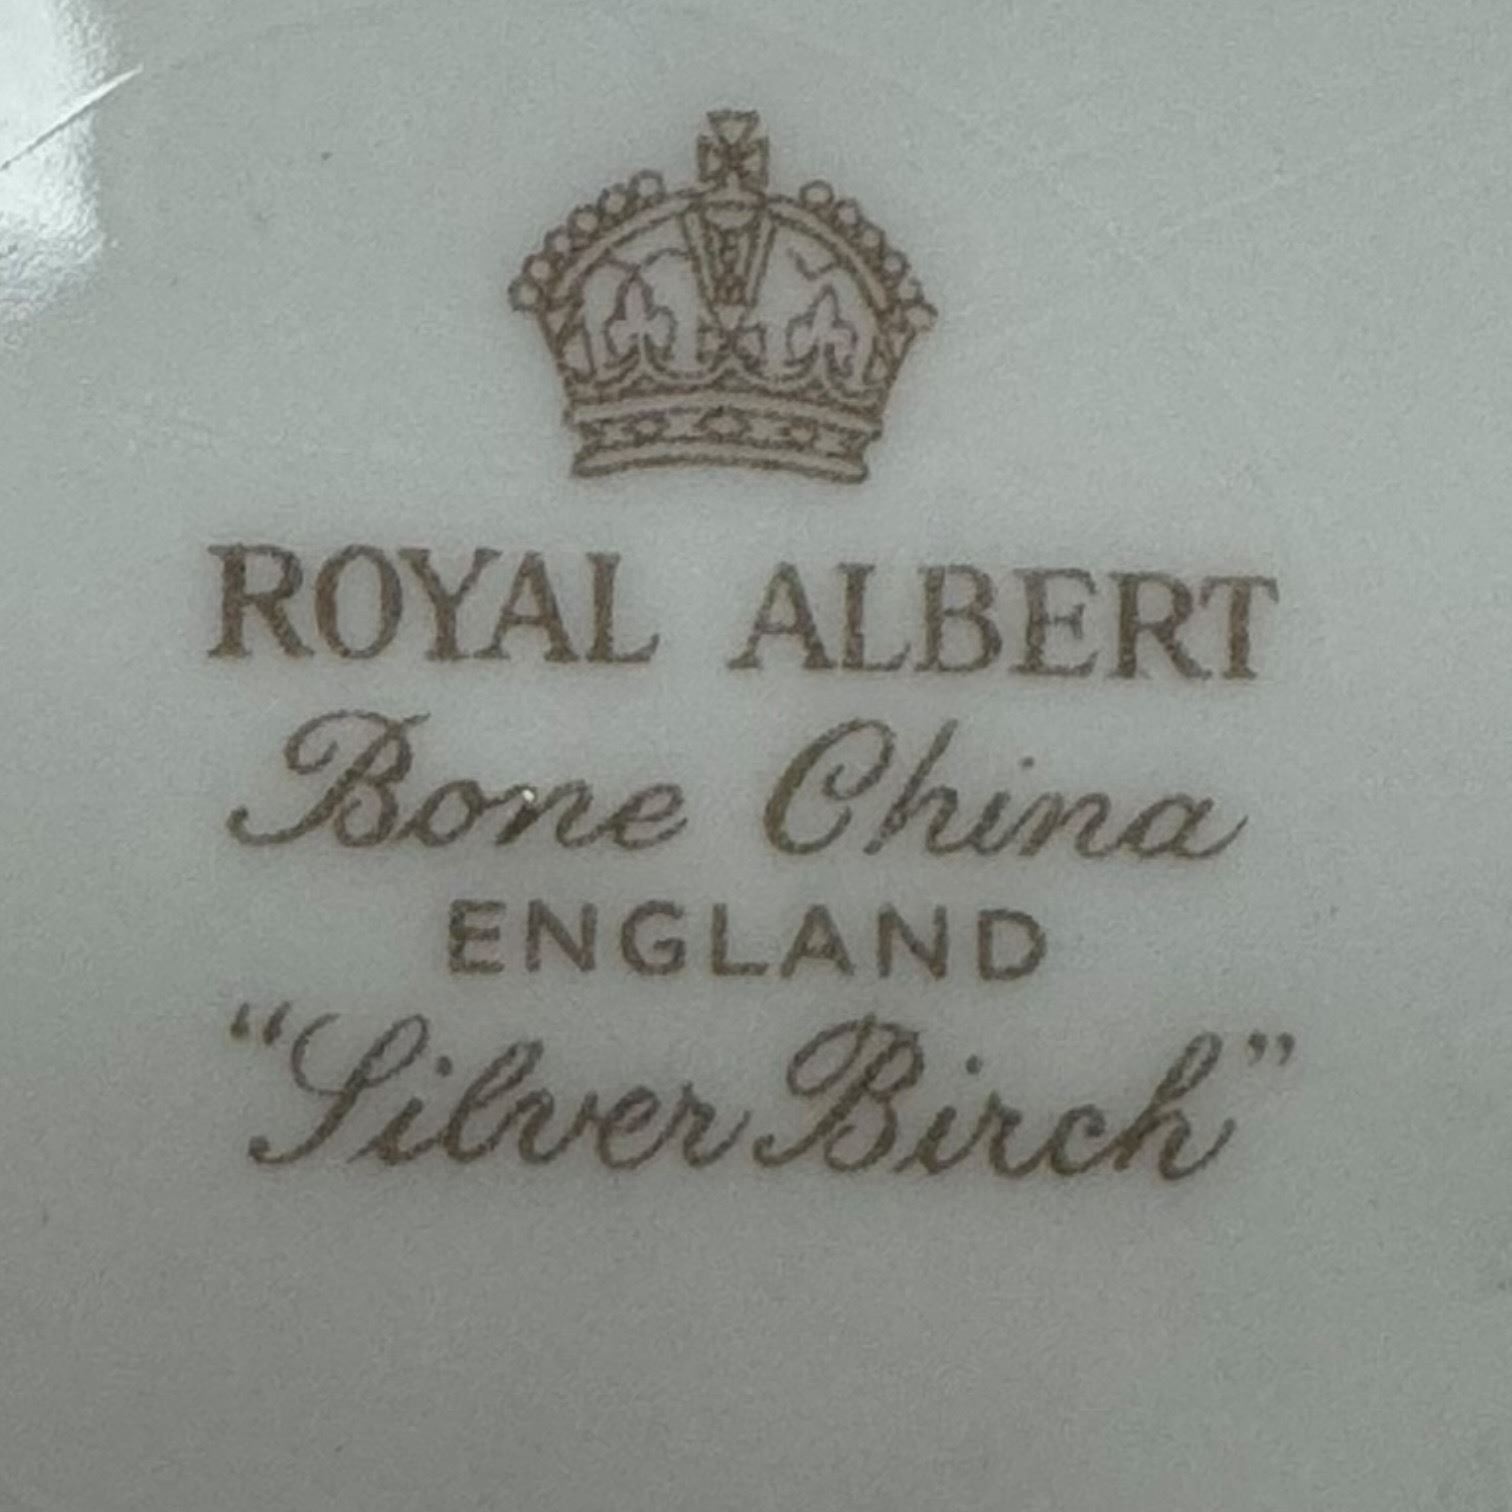 ROYAL ALBERT
Bone China
ENGLAND
"Silver Birch"